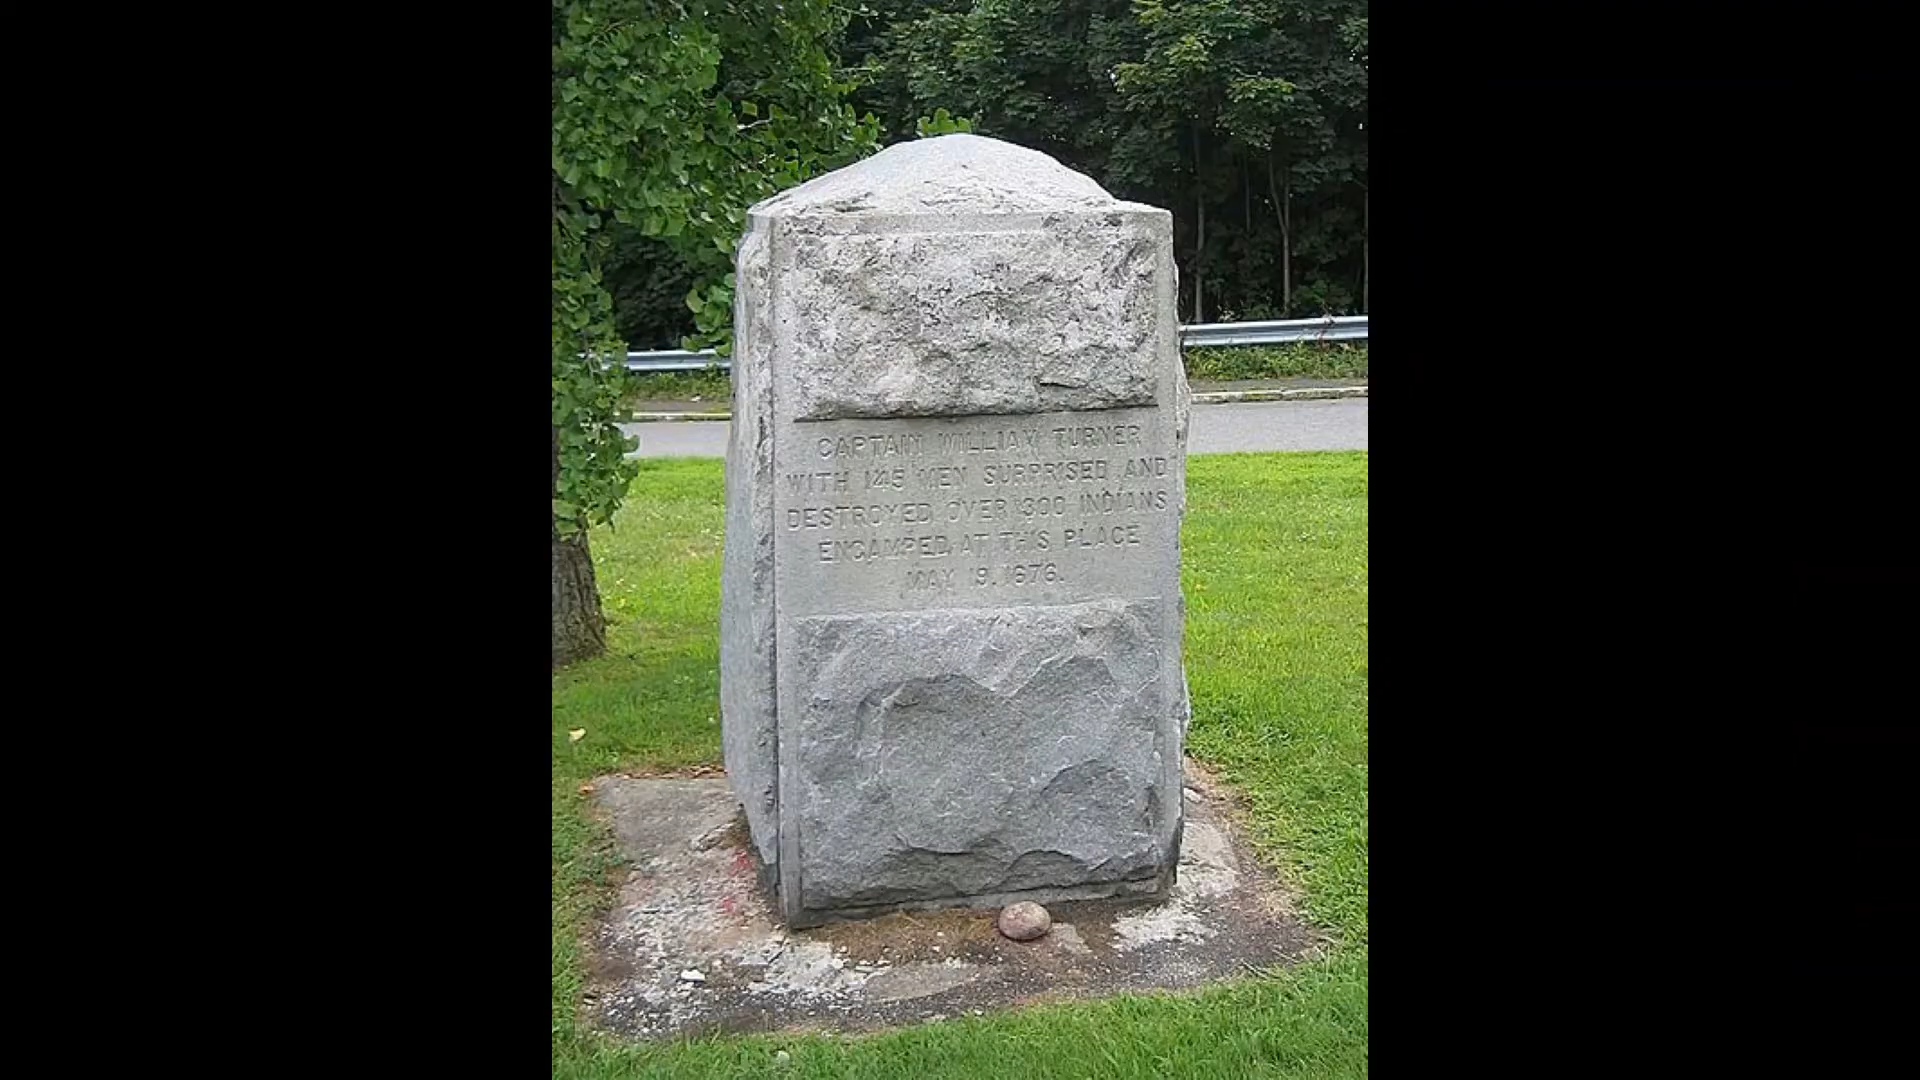 CAPTAIN WILLIAM TURNER
WITH 145 MEN SURPRISED AND
DESTROYED OVER 300 INDIANS
ENCAMPED AT THIS PLACE
MAY 19. 1676.